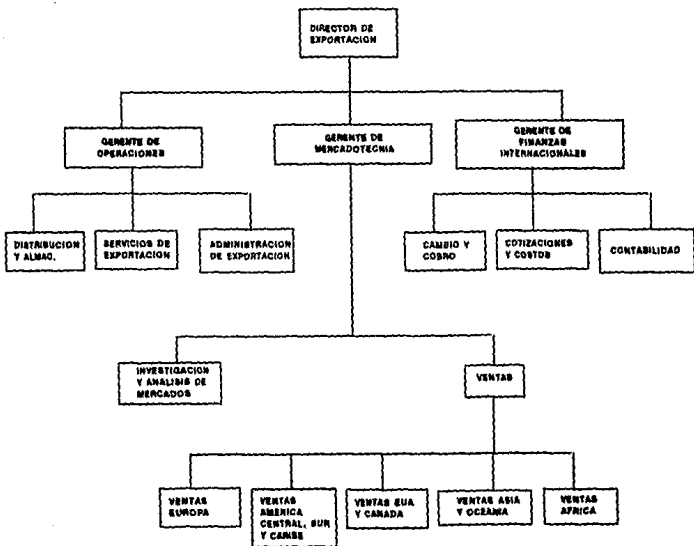 DIRECTOR DE
EXPORTACION
GERENTE DE
OPERACIONES
GERENTE DE
MERCADOTECNIA
GERENTE DE
FINANZAS
INTERNACIONALES
DISTRIBUCION
Y ALMAC.
SERVICIOS DE
EXPORTACION
ADMINISTRACION
DE EXPORTACION
CAMBIO Y
COBRO
COTIZACIONES
Y COSTOS
CONTABILIDAD
INVESTIGACION
Y ANALISIS DE
MERCADOS
VENTAS
VENTAS
EUROPA
VENTAS
AMERICA
CENTRAL, SUR
Y CARIBE
VENTAS EUA
Y CANADA
VENTAS ASIA
Y OCEANIA
VENTAS
AFRICA